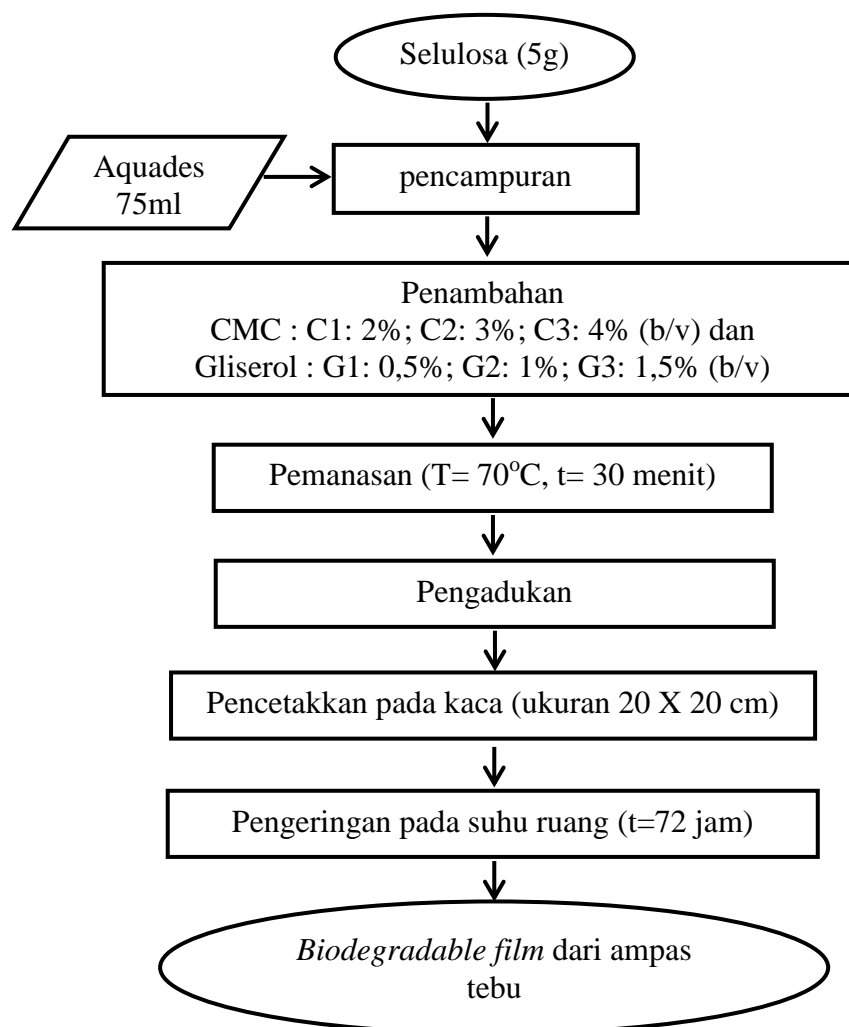 Selulosa (5g)
Aquades
75ml
pencampuran
Penambahan
CMC : C1: 2%; C2: 3%; C3: 4% (b/v) dan
Gliserol : G1: 0,5%; G2: 1%; G3: 1,5% (b/v)
Pemanasan (T= 70°C, t= 30 menit)
Pengadukan
Pencetakkan pada kaca (ukuran 20 X 20 cm)
Pengeringan pada suhu ruang (t=72 jam)
Biodegradable film dari ampas
tebu